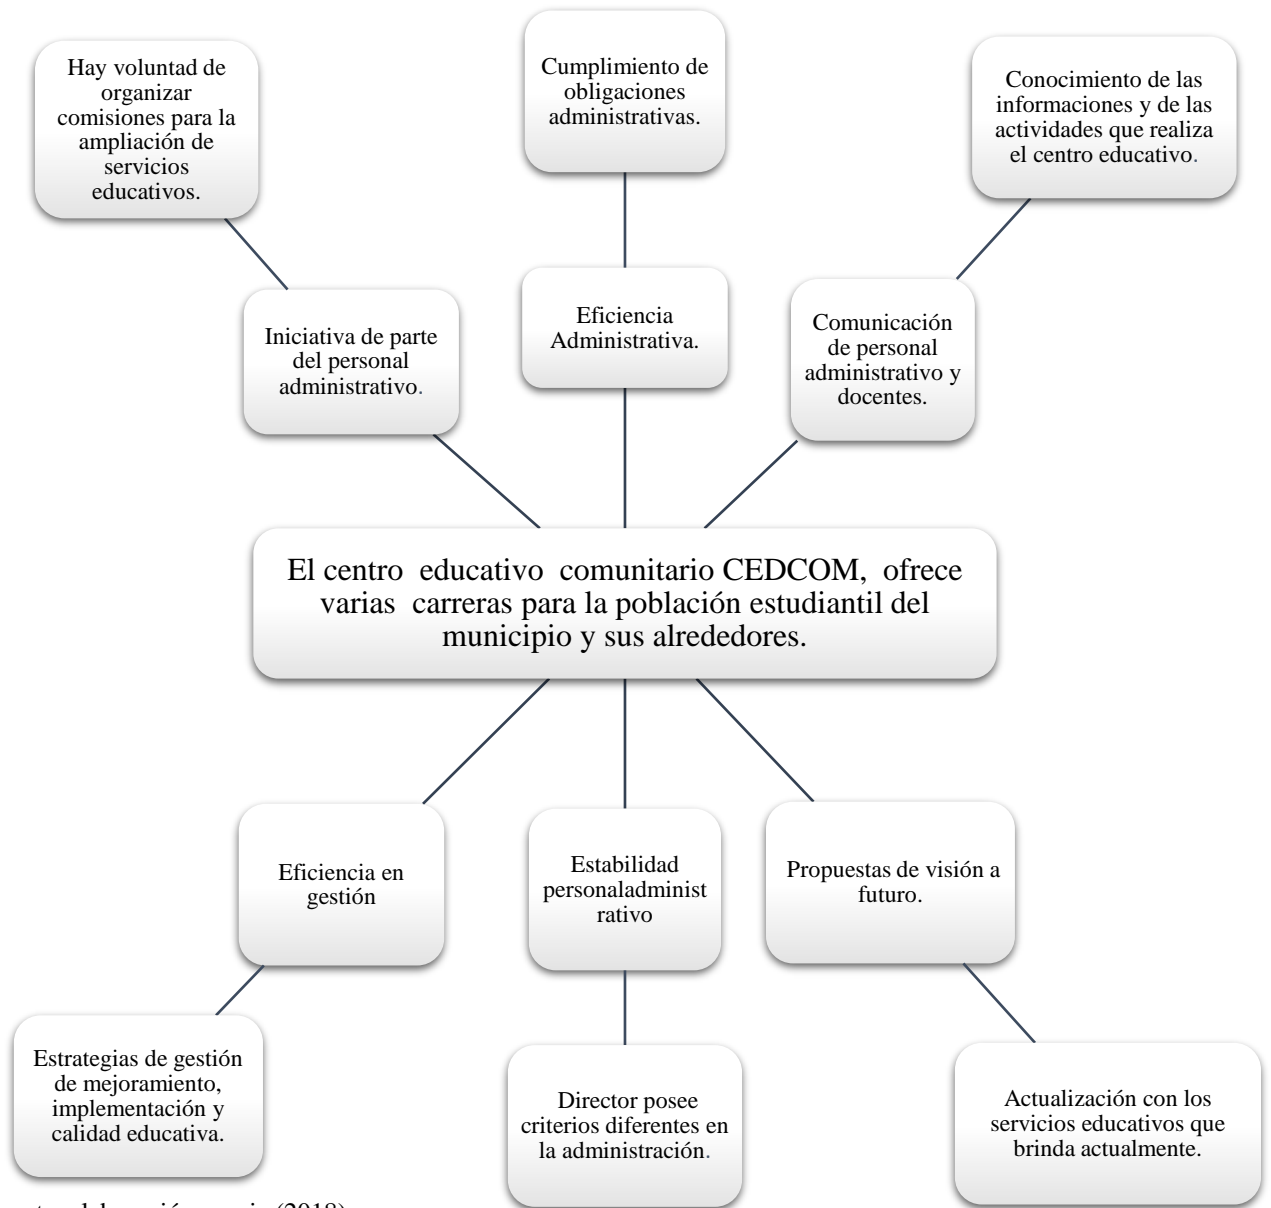 Hay voluntad de
organizar
comisiones para la
ampliación de
servicios
educativos.
Cumplimiento de
obligaciones
administrativas.
Conocimiento de las
informaciones y de las
actividades que realiza
el centro educativo.
Iniciativa de parte
del personal
administrativo.
Eficiencia
Administrativa.
Comunicación
de personal
administrativo y
docentes.
El centro educativo comunitario CEDCOM, ofrece
varias carreras para la población estudiantil del
municipio y sus alrededores.
Eficiencia en
gestión
Estabilidad
personaladminist
rativo
Propuestas de visión a
futuro.
Estrategias de gestión
de mejoramiento,
implementación y
calidad educativa.
Director posee
criterios diferentes en
la administración.
Actualización con los
servicios educativos que
brinda actualmente.
(2018)